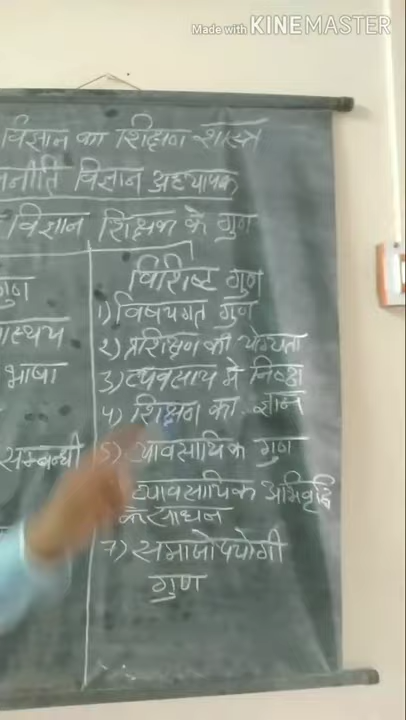 Made with KINEMASTER
विज्ञान का शिक्षण शास्त्र
नीति विज्ञान अध्यापक
विज्ञान शिक्षक के गुण
गुण
भाषा
सम्बन्धी
विशिष्ट गुण
1) विषयगत गुण
२) प्रशिक्षण की योग्यता
3) व्यवसाय मे निष्ठा
4) शिक्षण का ज्ञान
5) व्यावसायिक गुण
व्यावसायिक अभिवृद्धि
के साधन
7) समाजोपयोगी
गुण